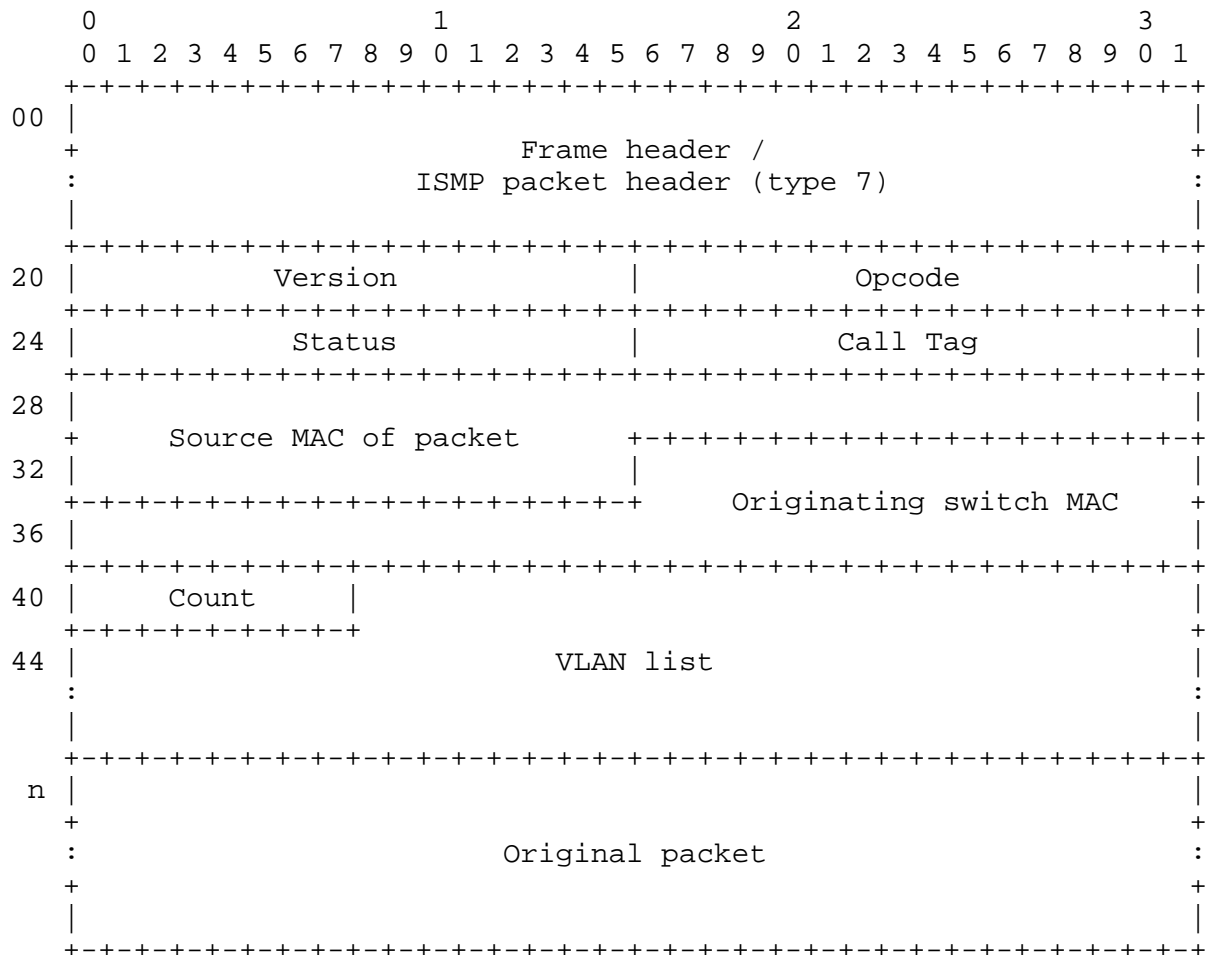 0                   1                   2                   3
    0 1 2 3 4 5 6 7 8 9 0 1 2 3 4 5 6 7 8 9 0 1 2 3 4 5 6 7 8 9 0 1
   +-+-+-+-+-+-+-+-+-+-+-+-+-+-+-+-+-+-+-+-+-+-+-+-+-+-+-+-+-+-+-+-+
00 |                                                               |
   +                         Frame header /                        +
   :                   ISMP packet header (type 7)                 :
   |                                                               |
   +-+-+-+-+-+-+-+-+-+-+-+-+-+-+-+-+-+-+-+-+-+-+-+-+-+-+-+-+-+-+-+-+
20 |           Version             |            Opcode             |
   +-+-+-+-+-+-+-+-+-+-+-+-+-+-+-+-+-+-+-+-+-+-+-+-+-+-+-+-+-+-+-+-+
24 |            Status             |           Call Tag            |
   +-+-+-+-+-+-+-+-+-+-+-+-+-+-+-+-+-+-+-+-+-+-+-+-+-+-+-+-+-+-+-+-+
28 |                                                               |
   +     Source MAC of packet      +-+-+-+-+-+-+-+-+-+-+-+-+-+-+-+-+
32 |                               |                               |
   +-+-+-+-+-+-+-+-+-+-+-+-+-+-+-+-+     Originating switch MAC    +
36 |                                                               |
   +-+-+-+-+-+-+-+-+-+-+-+-+-+-+-+-+-+-+-+-+-+-+-+-+-+-+-+-+-+-+-+-+
40 |     Count     |                                               |
   +-+-+-+-+-+-+-+-+                                               +
44 |                           VLAN list                           |
   :                                                               :
   |                                                               |
   +-+-+-+-+-+-+-+-+-+-+-+-+-+-+-+-+-+-+-+-+-+-+-+-+-+-+-+-+-+-+-+-+
 n |                                                               |
   +                                                               +
   :                        Original packet                        :
   +                                                               +
   |                                                               |
   +-+-+-+-+-+-+-+-+-+-+-+-+-+-+-+-+-+-+-+-+-+-+-+-+-+-+-+-+-+-+-+-+